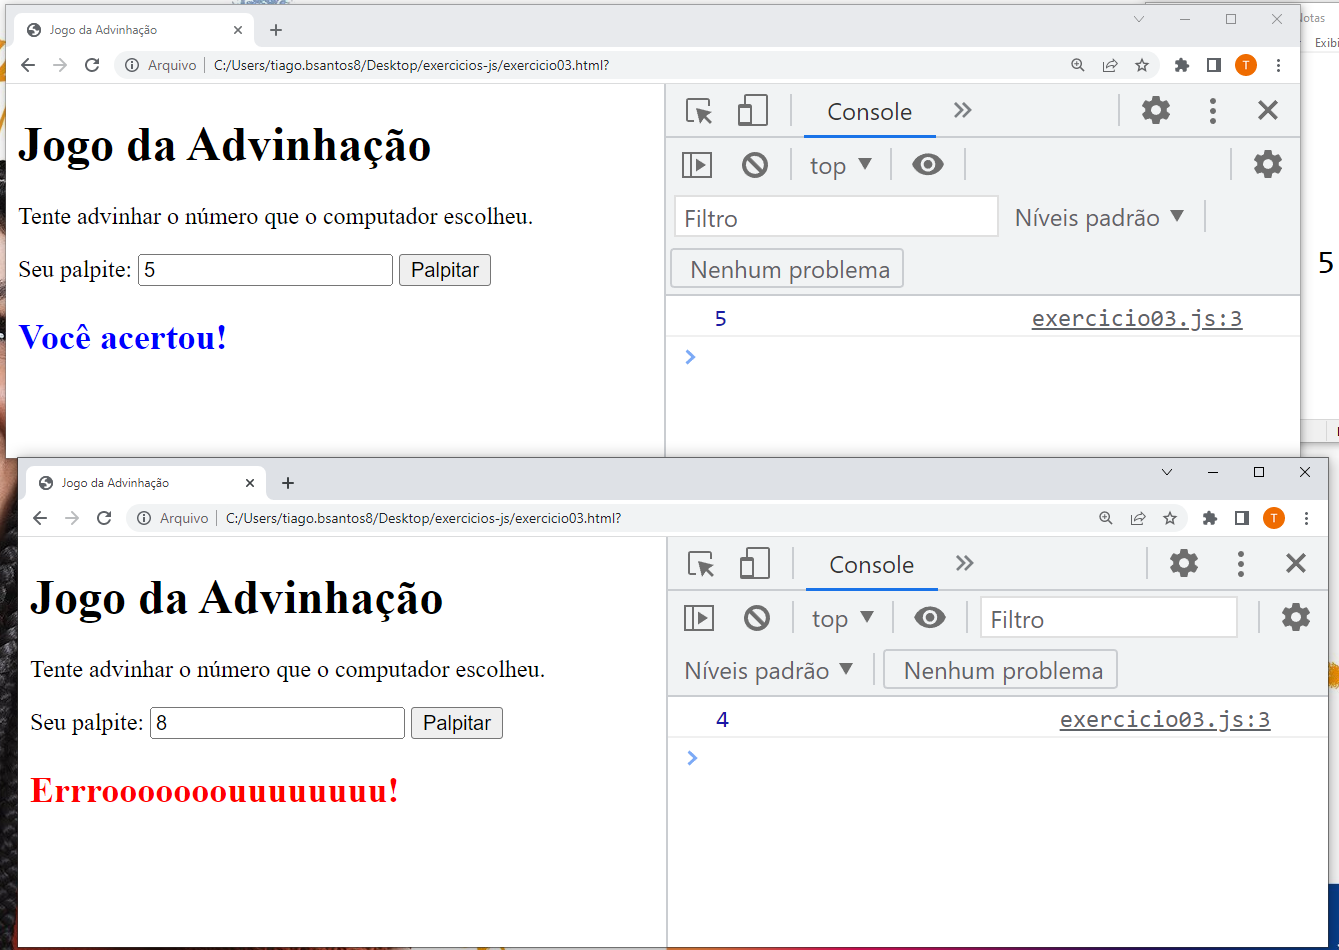 Jogo da Advinhação
Arquivo | C:/Users/tiago.bsantos8/Desktop/exercicios-js/exercicio03.html?
T
Jogo da Advinhação
Tente advinhar o número que o computador escolheu.
Seu palpite: 5 Palpitar
Você acertou!
Console
top
Filtro Níveis padrão
Nenhum problema
5 exercicio03.js:3
Notas
Exibi
5
Jogo da Advinhação
Arquivo | C:/Users/tiago.bsantos8/Desktop/exercicios-js/exercicio03.html?
T
Jogo da Advinhação
Tente advinhar o número que o computador escolheu.
Seu palpite: 8 Palpitar
Errrooooooouuuuuuuu!
Console
top Filtro
Níveis padrão Nenhum problema
4 exercicio03.js:3